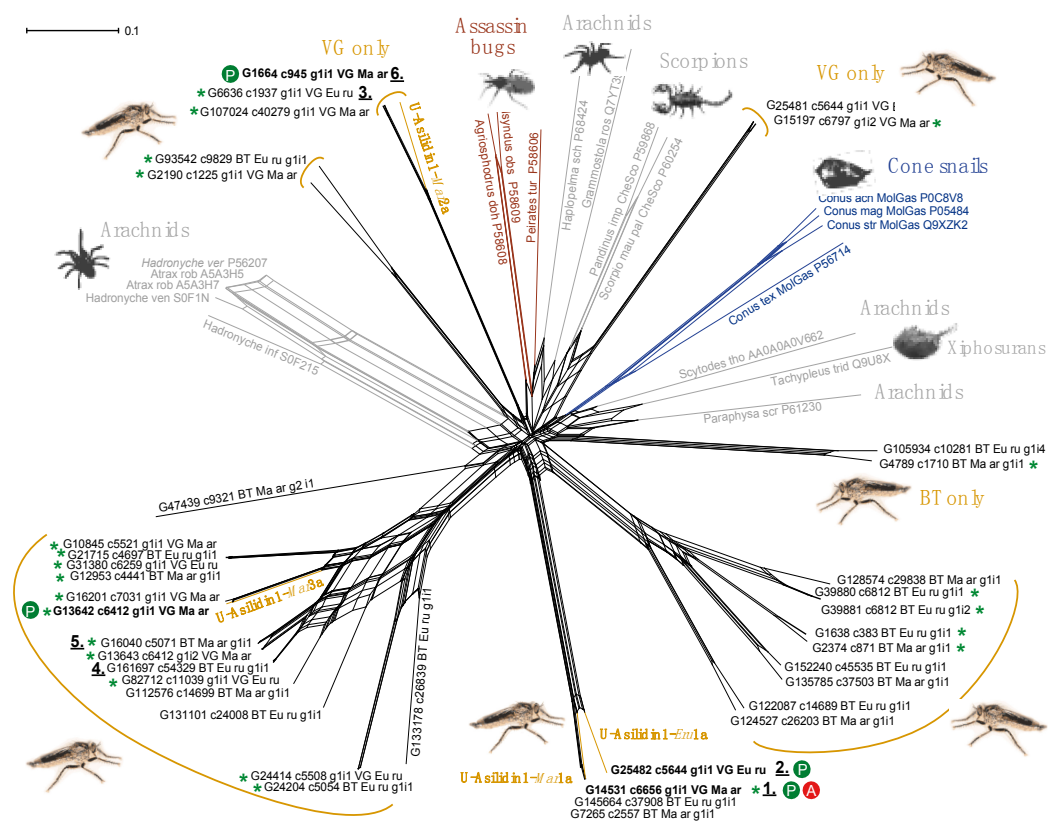 0.1
VG only
P G1664 c945 g1i1 VG Ma ar 6.
* G6636 c1937 g1i1 VG Eu ru 3.
* G107024 c40279 g1i1 VG Ma ar
* G93542 c9829 BT Eu ru g1i1
* G2190 c1225 g1i1 VG Ma ar
U-Asilidin1-Mar2a
Assassin
bugs
Agriosphodrus doh P58608
isyndus obs P58609
Peirates tur P58606
Arachnids
Haplopelma sch P68424
Grammostola ros Q7YT3
Scorpions
Pandinus imp CheSco P59868
Scorpio mau pal CheSco P60254
VG only
G25481 c5644 g1i1 VG
G15197 c6797 g1i2 VG Ma ar *
Cone snails
Conus ach MolGas P0C8V8
Conus mag MolGas P05484
Conus str MolGas Q9XZK2
Conus tex MolGas P56714
Arachnids
Hadronyche ver P56207
Atrax rob A5A3H5
Atrax rob A5A3H7
Hadronyche ven S0F1N
Hadronyche inf S0F215
Arachnids
Scytodes tho AA0A0A0V662
Xiphosurans
Tachypleus trid Q9U8X
Arachnids
Paraphysa scr P61230
G105934 c10281 BT Eu ru g1i4
G4789 c1710 BT Ma ar g1i1 *
BT only
G47439 c9321 BT Ma ar g2 i1
* G10845 c5521 g1i1 VG Ma ar
* G21715 c4697 BT Eu ru g1i1
* G31380 c6259 g1i1 VG Eu ru
* G12953 c4441 BT Ma ar g1i1
* G16201 c7031 g1i1 VG Ma ar
P * G13642 c6412 g1i1 VG Ma ar
U-Asilidin1-Mar3a
5. * G16040 c5071 BT Ma ar g1i1
* G13643 c6412 g1i2 VG Ma ar
4. G161697 c54329 BT Eu ru g1i1
* G82712 c11039 g1i1 VG Eu ru
G112576 c14699 BT Ma ar g1i1
G131101 c24008 BT Eu ru g1i1
G133178 c26839 BT Eu ru g1i1
* G24414 c5508 g1i1 VG Eu ru
* G24204 c5054 BT Eu ru g1i1
G128574 c29838 BT Ma ar g1i1
G39880 c6812 BT Eu ru g1i1 *
G39881 c6812 BT Eu ru g1i2 *
G1638 c383 BT Eu ru g1i1 *
G2374 c871 BT Ma ar g1i1 *
G152240 c45535 BT Eu ru g1i1
G135785 c37503 BT Ma ar g1i1
G122087 c14689 BT Eu ru g1i1
G124527 c26203 BT Ma ar g1i1
U-Asilidin1-Eru1a
U-Asilidin1-Mar1a
G25482 c5644 g1i1 VG Eu ru 2. P
G14531 c6656 g1i1 VG Ma ar * 1. P A
G145664 c37908 BT Eu ru g1i1
G7265 c2557 BT Ma ar g1i1